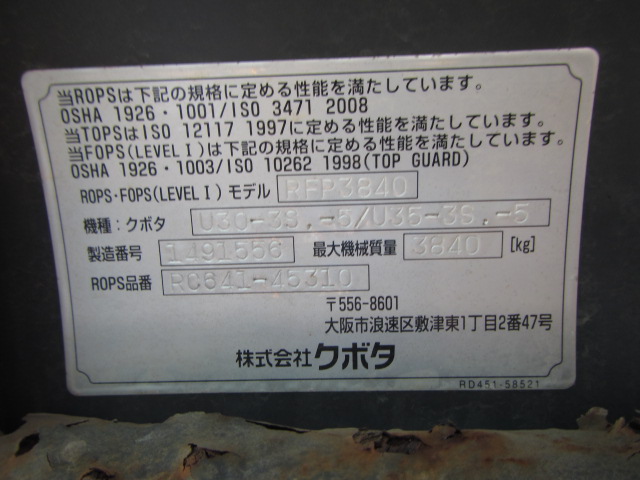 当ROPSは下記の規格に定める性能を満たしています。
OSHA 1926・1001/ISO 3471 2008
当TOPSはISO 12117 1997に定める性能を満たしています。
当FOPS(LEVEL I)は下記の規格に定める性能を満たしています。
OSHA 1926・1003/ISO 10262 1998(TOP GUARD)
ROPS・FOPS(LEVEL I) モデル RFP3840
機種：クボタ U30-3S.-5/U35-3S.-5
製造番号 1491556 最大機械質量 3840 [kg]
ROPS品番 RC641-45310
〒556-8601
大阪市浪速区敷津東1丁目2番47号
株式会社クボタ
RD451-58521